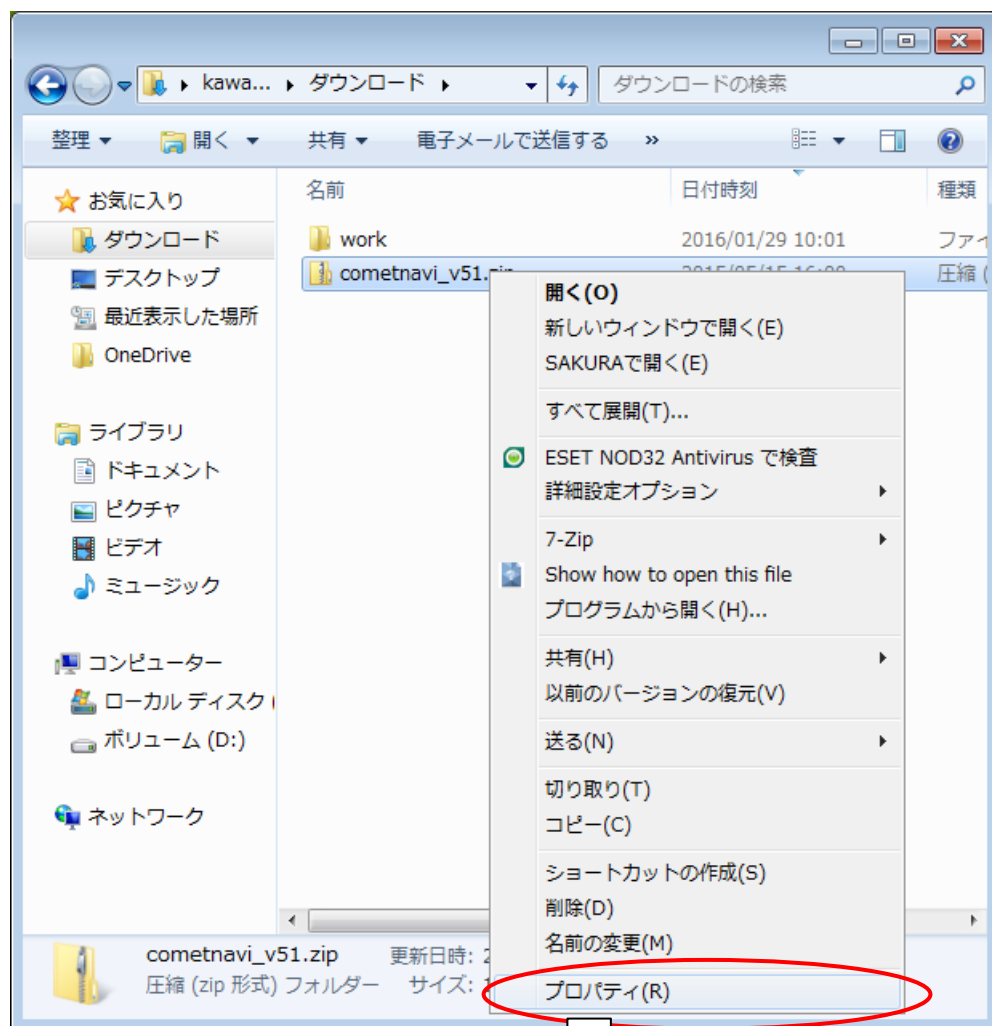 kawa... ダウンロード
ダウンロードの検索
整理 開く 共有 電子メールで送信する »
名前 日付時刻 種類
お気に入り
ダウンロード
デスクトップ
最近表示した場所
OneDrive
ライブラリ
ドキュメント
ピクチャ
ビデオ
ミュージック
コンピューター
ローカル ディスク (
ボリューム (D:)
ネットワーク
work 2016/01/29 10:01 ファイ
cometnavi_v51.zip 2015/05/15 圧縮 (
開く(O)
新しいウィンドウで開く(E)
SAKURAで開く(E)
すべて展開(T)...
ESET NOD32 Antivirus で検査
詳細設定オプション
7-Zip
Show how to open this file
プログラムから開く(H)...
共有(H)
以前のバージョンの復元(V)
送る(N)
切り取り(T)
コピー(C)
ショートカットの作成(S)
削除(D)
名前の変更(M)
プロパティ(R)
cometnavi_v51.zip 更新日時: 2
圧縮 (zip 形式) フォルダー サイズ: